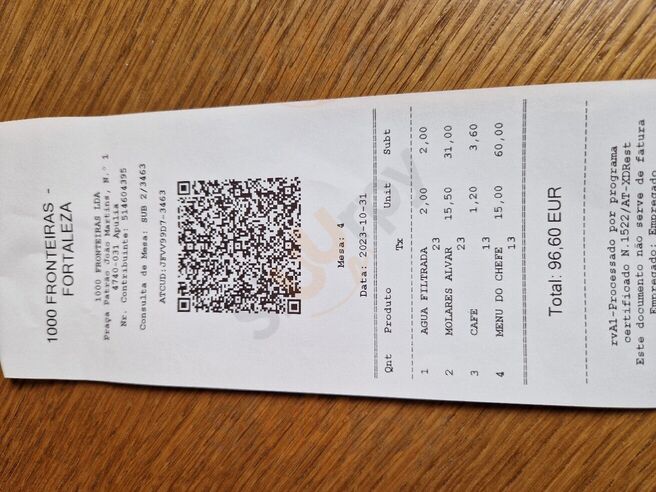 1000 FRONTEIRAS -
FORTALEZA
1000 FRONTEIRAS LDA
Praça Patrão João Martins, N.º 1
4740-031 Apulia
Nr. Contribuinte: 514604395
Consulta de Mesa: SUB 2/3463
ATCUD:JFVV99D7-3463
Mesa: 4
Data: 2023-10-31
Qnt Produto Tx Unit Subt
1 AGUA FILTRADA 2,00 2,00
23
2 MOLARES ALVAR 15,50 31,00
23
3 CAFE 1,20 3,60
13
4 MENU DO CHEFE 15,00 60,00
13
Total: 96,60 EUR
rvA1-Processado por programa
certificado N.1522/AT-XDRest
Este documento não serve de fatura
Empregado: Empregado